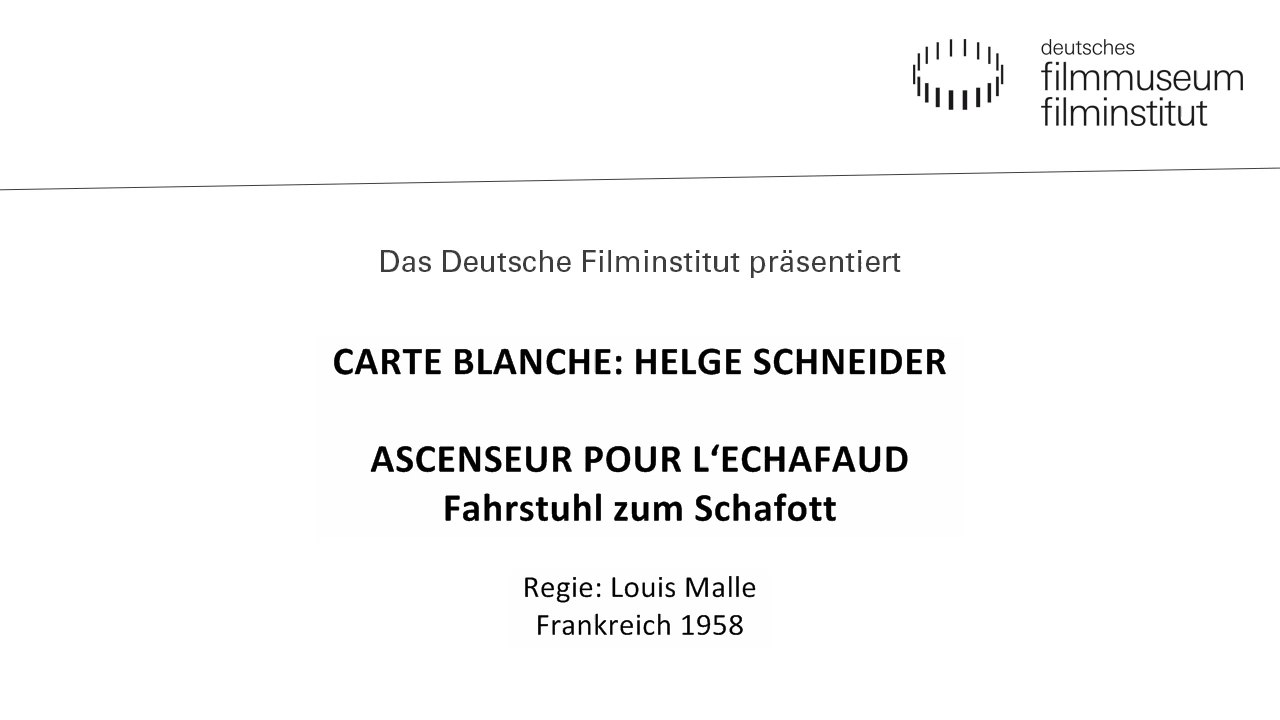 deutsches
filmmuseum
filminstitut
Das Deutsche Filminstitut präsentiert
CARTE BLANCHE: HELGE SCHNEIDER
ASCENSEUR POUR L‘ECHAFAUD
Fahrstuhl zum Schafott
Regie: Louis Malle
Frankreich 1958